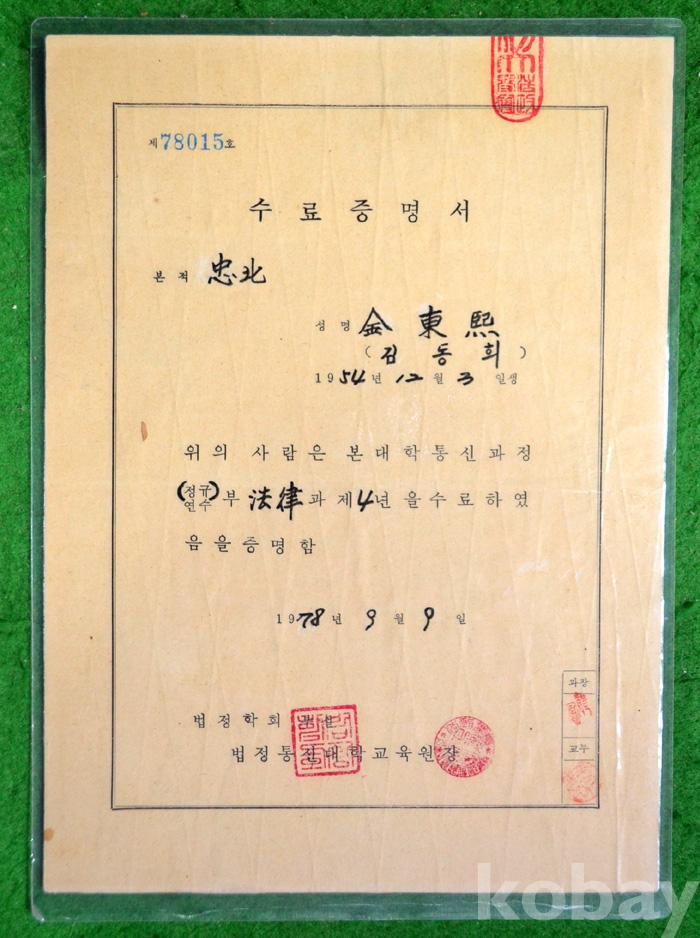 제78015호
수료증명서
본적 忠北
성명 金東熙
(김동희)
1954년 12월 3일생
위의 사람은 본대학통신과정
(정규
연수) 부 法律과 제4년을 수료하였
음을 증명함
1978년 9월 9일
과장
법정학회
교무
법정통신대학교육원장
kobay